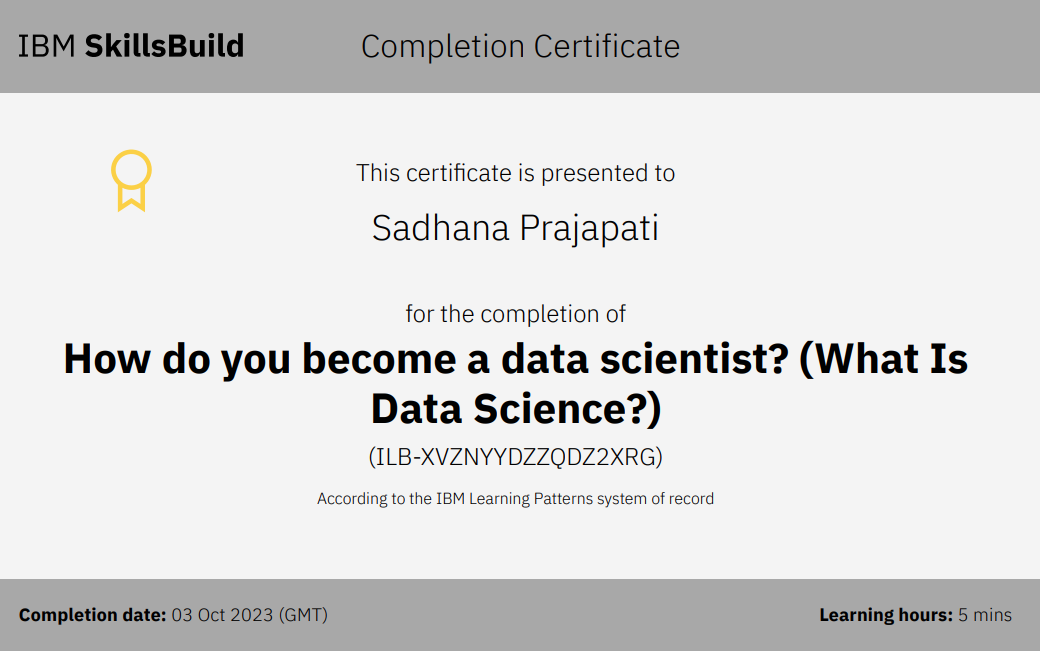 IBM SkillsBuild
Completion Certificate
This certificate is presented to
Sadhana Prajapati
for the completion of
How do you become a data scientist? (What Is
Data Science?)
(ILB-XVZNYYDZZQDZ2XRG)
According to the IBM Learning Patterns system of record
Completion date: 03 Oct 2023 (GMT)
Learning hours: 5 mins